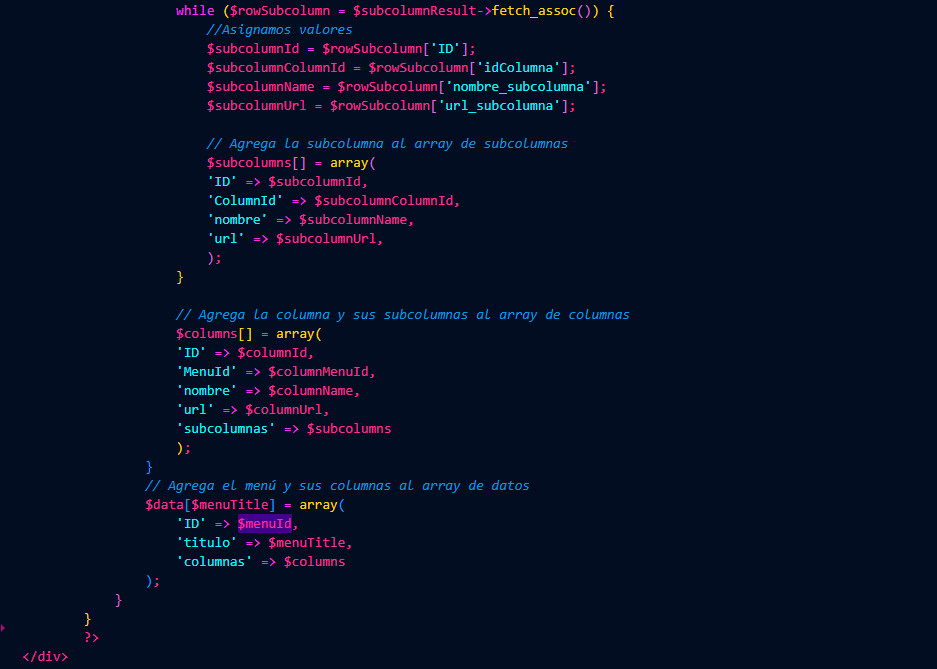 while ($rowSubcolumn = $subcolumnResult->fetch_assoc()) {
//Asignamos valores
$subcolumnId = $rowSubcolumn['ID'];
$subcolumnColumnId = $rowSubcolumn['idColumna'];
$subcolumnName = $rowSubcolumn['nombre_subcolumna'];
$subcolumnUrl = $rowSubcolumn['url_subcolumna'];
// Agrega la subcolumna al array de subcolumnas
$subcolumns[] = array(
'ID' => $subcolumnId,
'ColumnId' => $subcolumnColumnId,
'nombre' => $subcolumnName,
'url' => $subcolumnUrl,
);
}
// Agrega la columna y sus subcolumnas al array de columnas
$columns[] = array(
'ID' => $columnId,
'MenuId' => $columnMenuId,
'nombre' => $columnName,
'url' => $columnUrl,
'subcolumnas' => $subcolumns
);
}
// Agrega el menú y sus columnas al array de datos
$data[$menuTitle] = array(
'ID' => $menuId,
'titulo' => $menuTitle,
'columnas' => $columns
);
}
}
?>
</div>